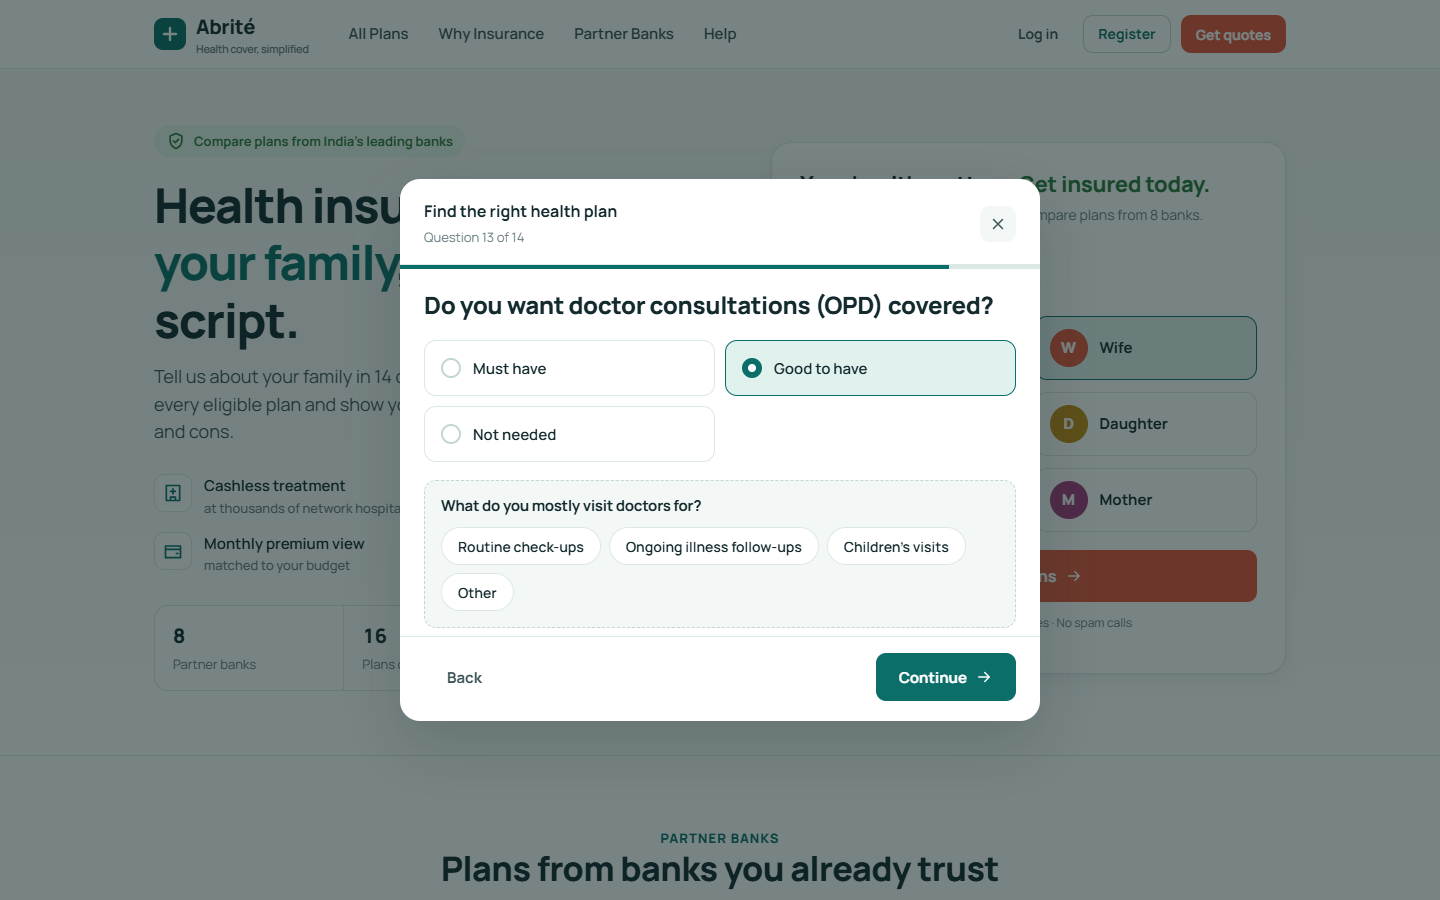 Abrité
Health cover, simplified
All Plans
Why Insurance
Partner Banks
Help
Log in
Register
Get quotes
Compare plans from India's leading banks
Health insu
your family,
script.
Tell us about your family in 14
every eligible plan and show
and cons.
Cashless treatment
at thousands of network hospita
Monthly premium view
matched to your budget
8
Partner banks
16
Plans
Get insured today.
mpare plans from 8 banks.
W
Wife
D
Daughter
M
Mother
ns
es · No spam calls
Find the right health plan
Question 13 of 14
Do you want doctor consultations (OPD) covered?
Must have
Good to have
Not needed
What do you mostly visit doctors for?
Routine check-ups
Ongoing illness follow-ups
Children's visits
Other
Back
Continue
PARTNER BANKS
Plans from banks you already trust